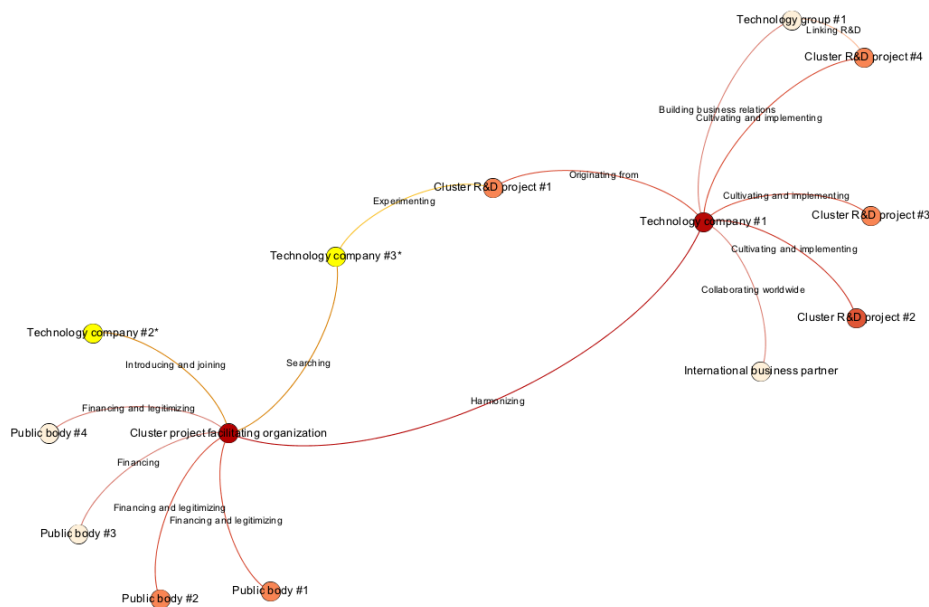 Technology group #1
Linking R&D
Cluster R&D project #4
Building business relations
Cultivating and implementing
Originating from
Cluster R&D project #1
Cultivating and implementing
Experimenting
Cluster R&D project #3
Technology company #1
Technology company #3*
Cultivating and implementing
Collaborating worldwide
Cluster R&D project #2
Technology company #2*
Introducing and joining
Searching
International business partner
Harmonizing
Financing and legitimizing
Public body #4
Cluster project facilitating organization
Financing
Financing and legitimizing
Financing and legitimizing
Public body #3
Public body #1
Public body #2